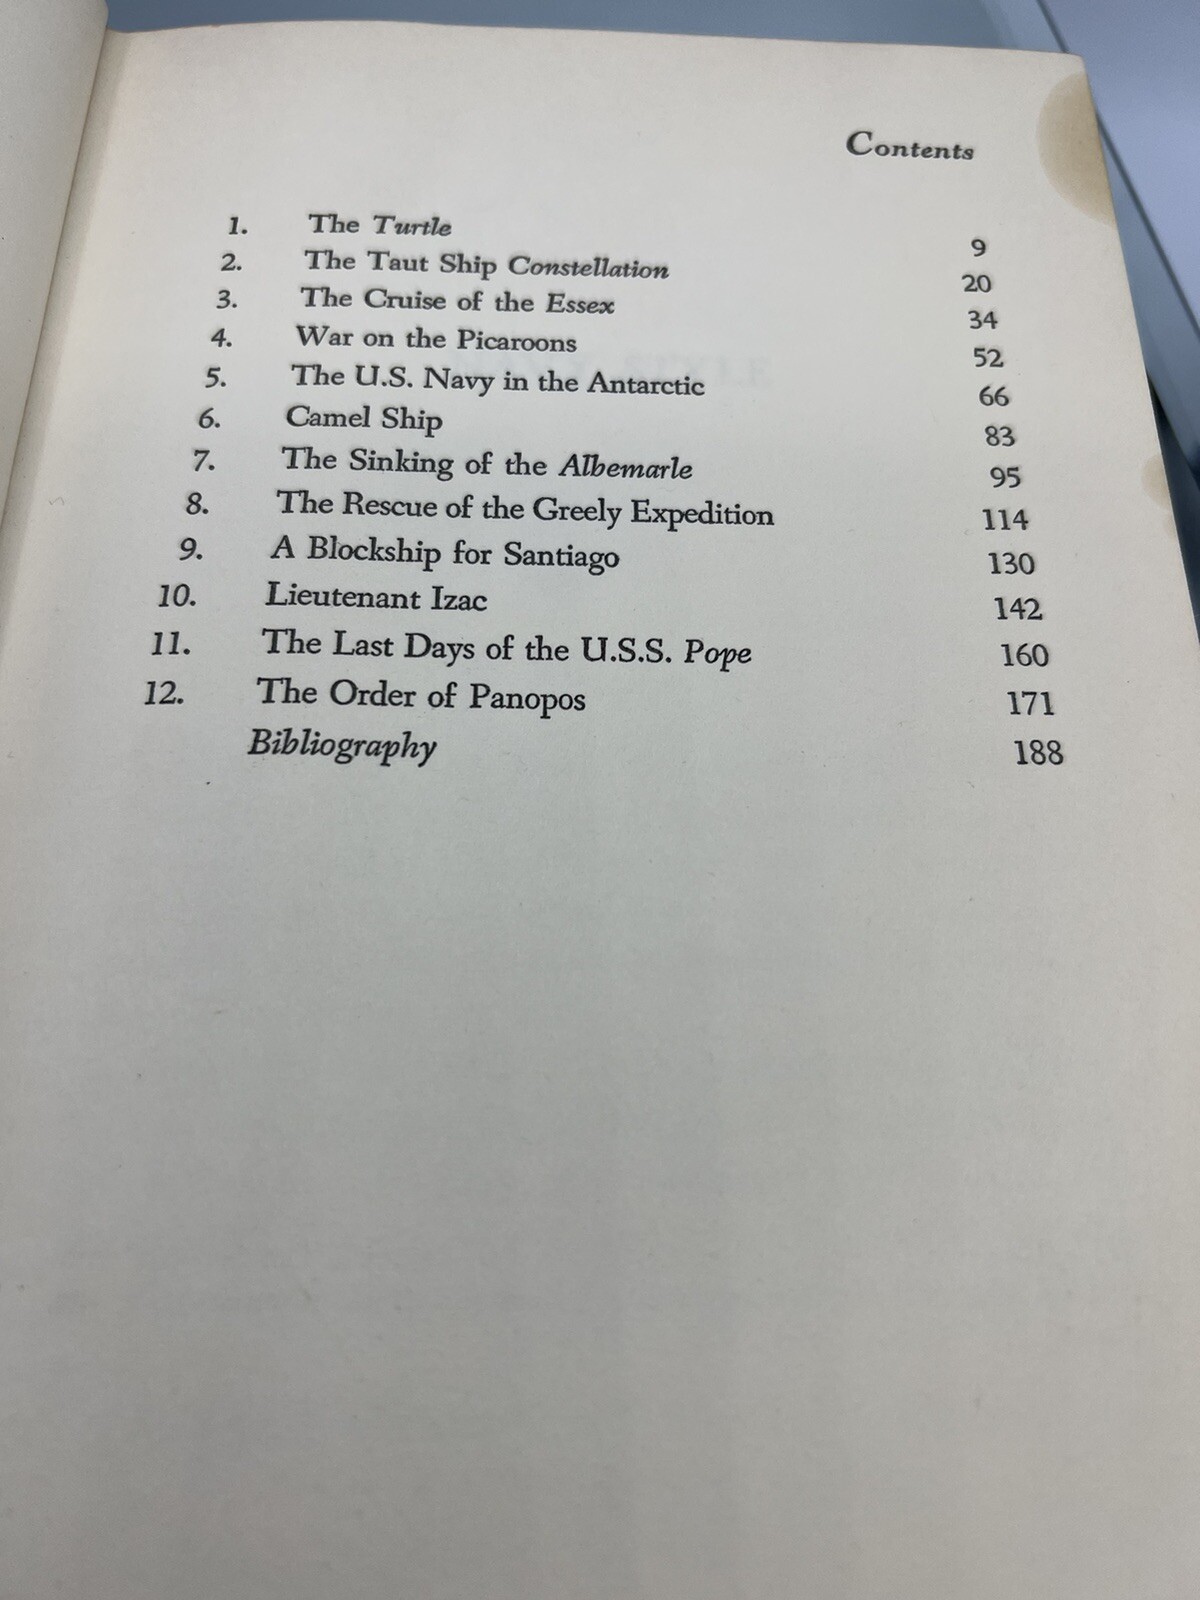 Contents
1. The Turtle 9
2. The Taut Ship Constellation 20
3. The Cruise of the Essex 34
4. War on the Picaroons 52
5. The U.S. Navy in the Antarctic 66
6. Camel Ship 83
7. The Sinking of the Albemarle 95
8. The Rescue of the Greely Expedition 114
9. A Blockship for Santiago 130
10. Lieutenant Izac 142
11. The Last Days of the U.S.S. Pope 160
12. The Order of Panopos 171
Bibliography 188